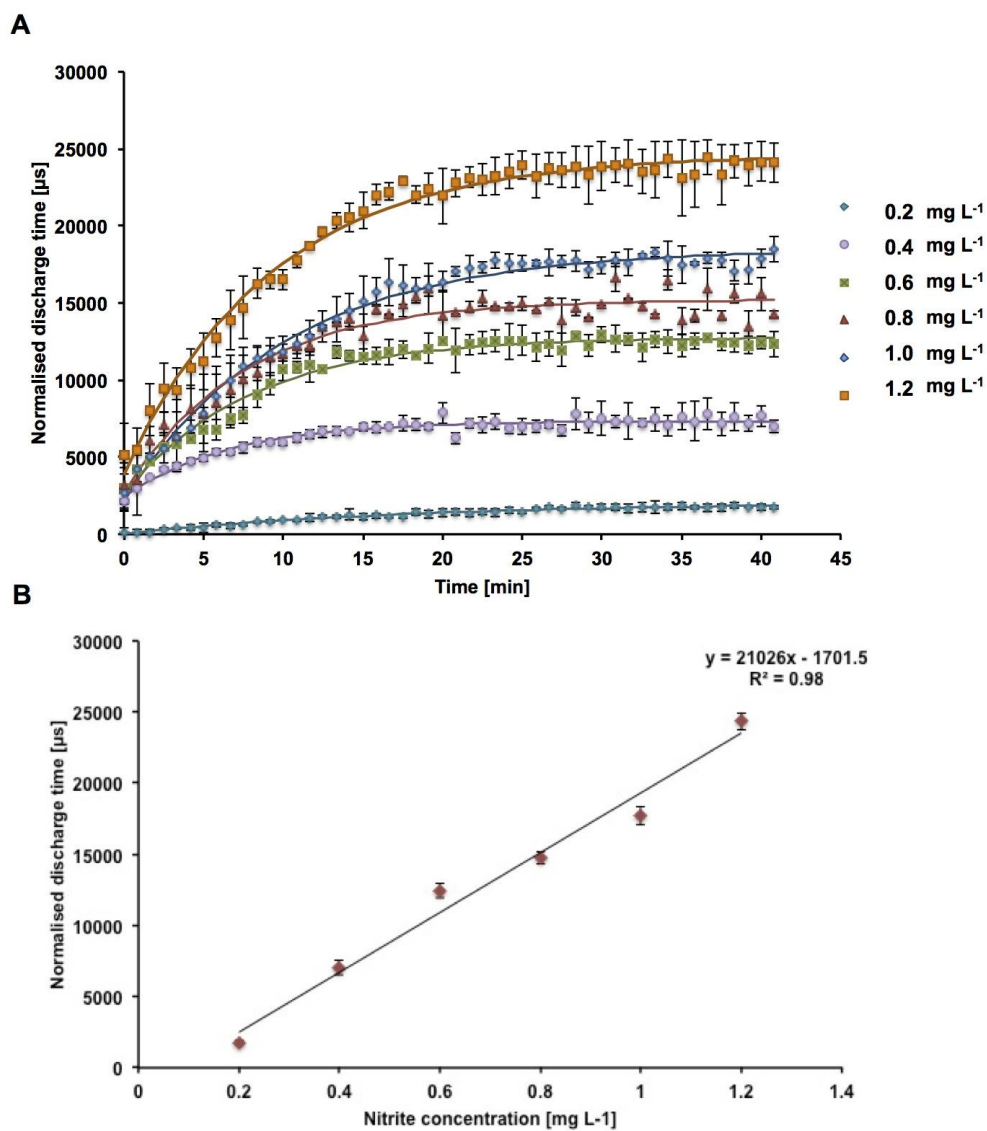 A
Normalised discharge time [µs]
30000
25000
20000
15000
10000
5000
0
0 5 10 15 20 25 30 35 40 45
Time [min]
0.2 mg L-1
0.4 mg L-1
0.6 mg L-1
0.8 mg L-1
1.0 mg L-1
1.2 mg L-1
B
Normalised discharge time [µs]
30000
25000
20000
15000
10000
5000
0
y = 21026x - 1701.5
R² = 0.98
0 0.2 0.4 0.6 0.8 1 1.2 1.4
Nitrite concentration [mg L-1]